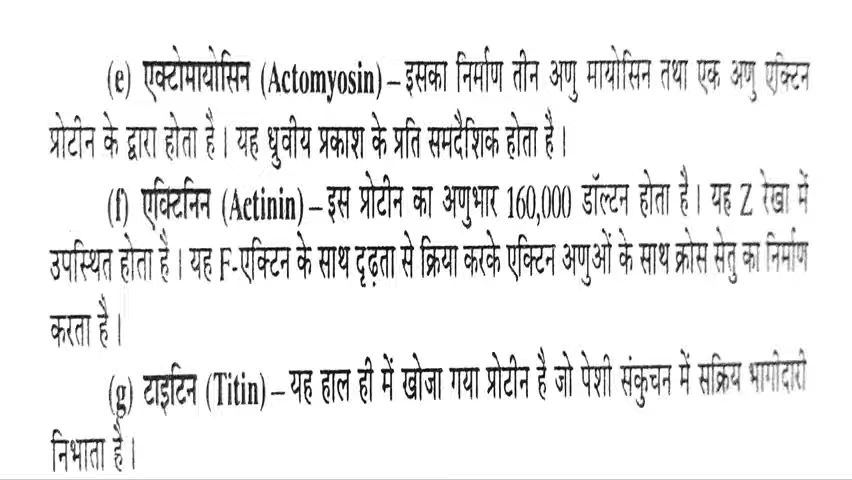 (e) एक्टोमायोसिन (Actomyosin) – इसका निर्माण तीन अणु मायोसिन तथा एक अणु एक्टिन
प्रोटीन के द्वारा होता है। यह ध्रुवीय प्रकाश के प्रति समदैशिक होता है।
(f) एक्टिनिन (Actinin) – इस प्रोटीन का अणुभार 160,000 डॉल्टन होता है। यह Z रेखा में
उपस्थित होता है। यह F-एक्टिन के साथ दृढ़ता से क्रिया करके एक्टिन अणुओं के साथ क्रोस सेतु का निर्माण
करता है।
(g) टाइटिन (Titin) – यह हाल ही में खोजा गया प्रोटीन है जो पेशी संकुचन में सक्रिय भागीदारी
निभाता है।